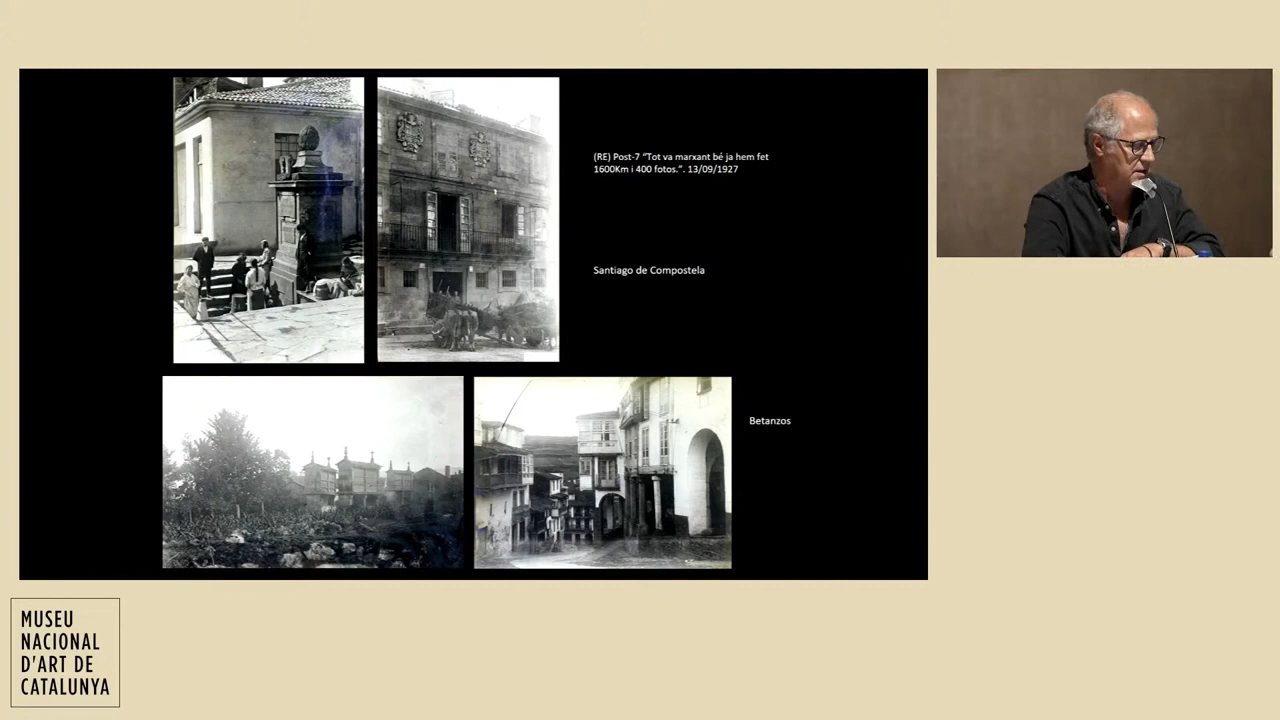 (RE) Post-7 "Tot va marxant bé ja hem fet
1600Km i 400 fotos.". 13/09/1927
Santiago de Compostela
Betanzos
MUSEU
NACIONAL
D'ART DE
CATALUNYA